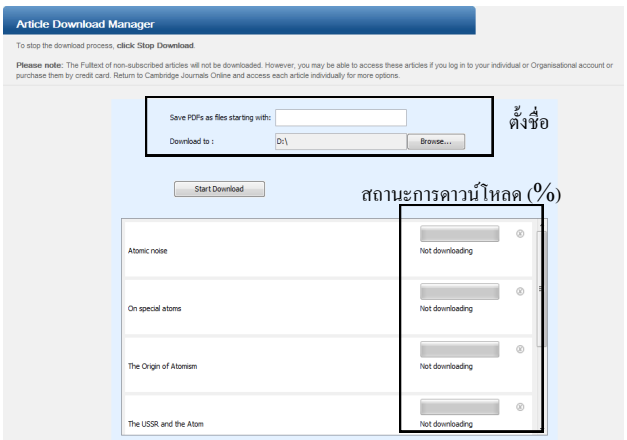 Article Download Manager
To stop the download process, click Stop Download.
Please note: The Fulltext of non-subscribed articles will not be downloaded. However, you may be able to access these articles if you log in to your individual or Organisational account or
purchase them by credit card. Return to Cambridge Journals Online and access each article individually for more options.
Save PDFs as files starting with:
ตั้งชื่อ
Download to : D:\ Browse...
Start Download
สถานะการดาวน์โหลด (%)
Atomic noise
Not downloading
On special atoms
Not downloading
The Origin of Atomism
Not downloading
The USSR and the Atom
Not downloading